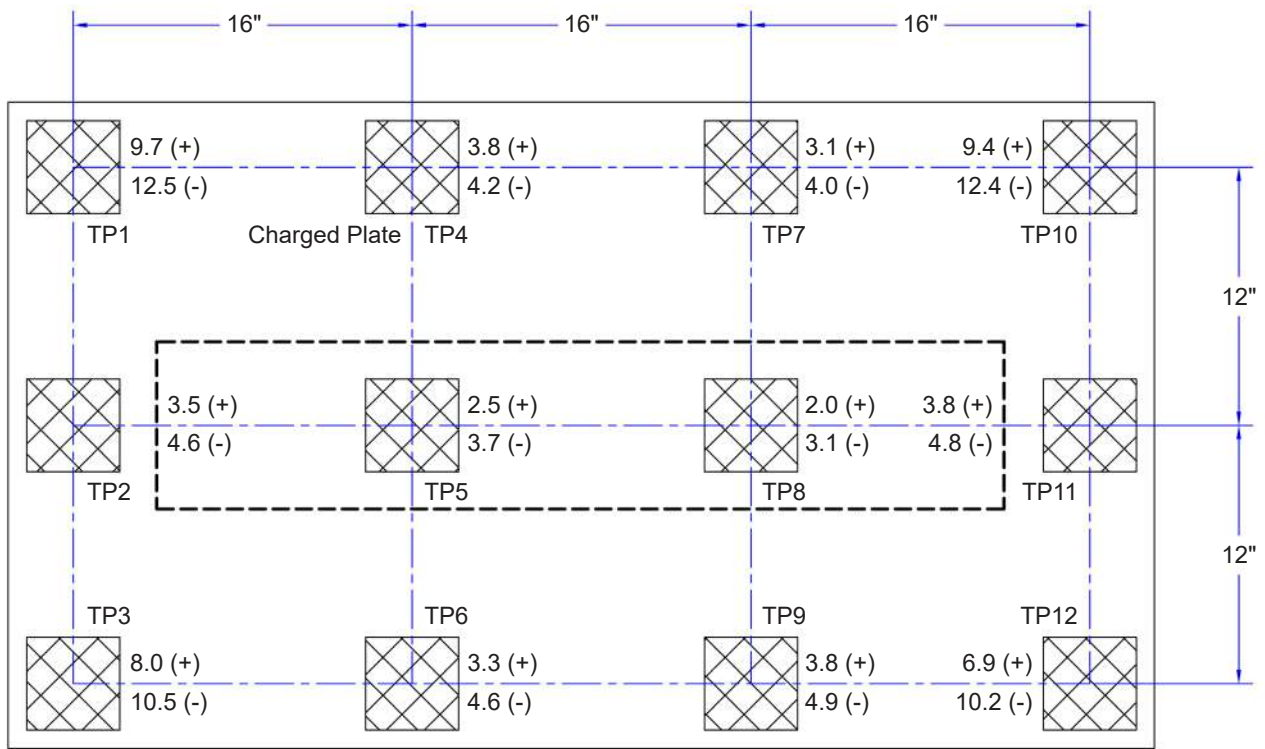 16" 16" 16"
9.7 (+) 3.8 (+) 3.1 (+) 9.4 (+)
12.5 (-) 4.2 (-) 4.0 (-) 12.4 (-)
TP1 Charged Plate TP4 TP7 TP10
12"
3.5 (+) 2.5 (+) 2.0 (+) 3.8 (+)
4.6 (-) 3.7 (-) 3.1 (-) 4.8 (-)
TP2 TP5 TP8 TP11
12"
TP3 TP6 TP9 TP12
8.0 (+) 3.3 (+) 3.8 (+) 6.9 (+)
10.5 (-) 4.6 (-) 4.9 (-) 10.2 (-)